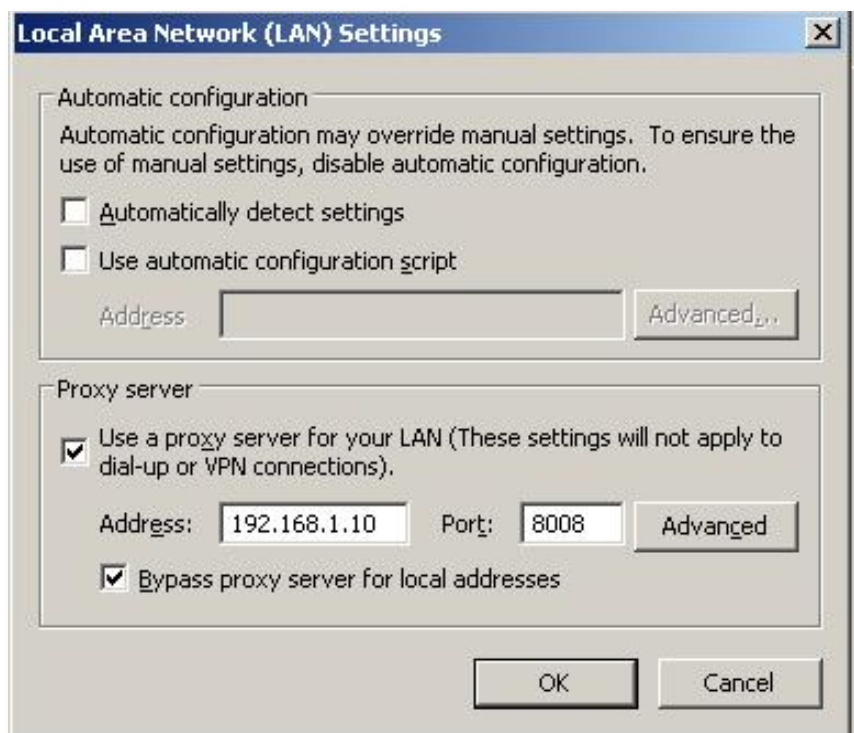 Local Area Network (LAN) Settings
Automatic configuration
Automatic configuration may override manual settings. To ensure the
use of manual settings, disable automatic configuration.
Automatically detect settings
Use automatic configuration script
Address
Advanced...
Proxy server
Use a proxy server for your LAN (These settings will not apply to
dial-up or VPN connections).
Address: 192.168.1.10 Port: 8008 Advanced
Bypass proxy server for local addresses
OK Cancel